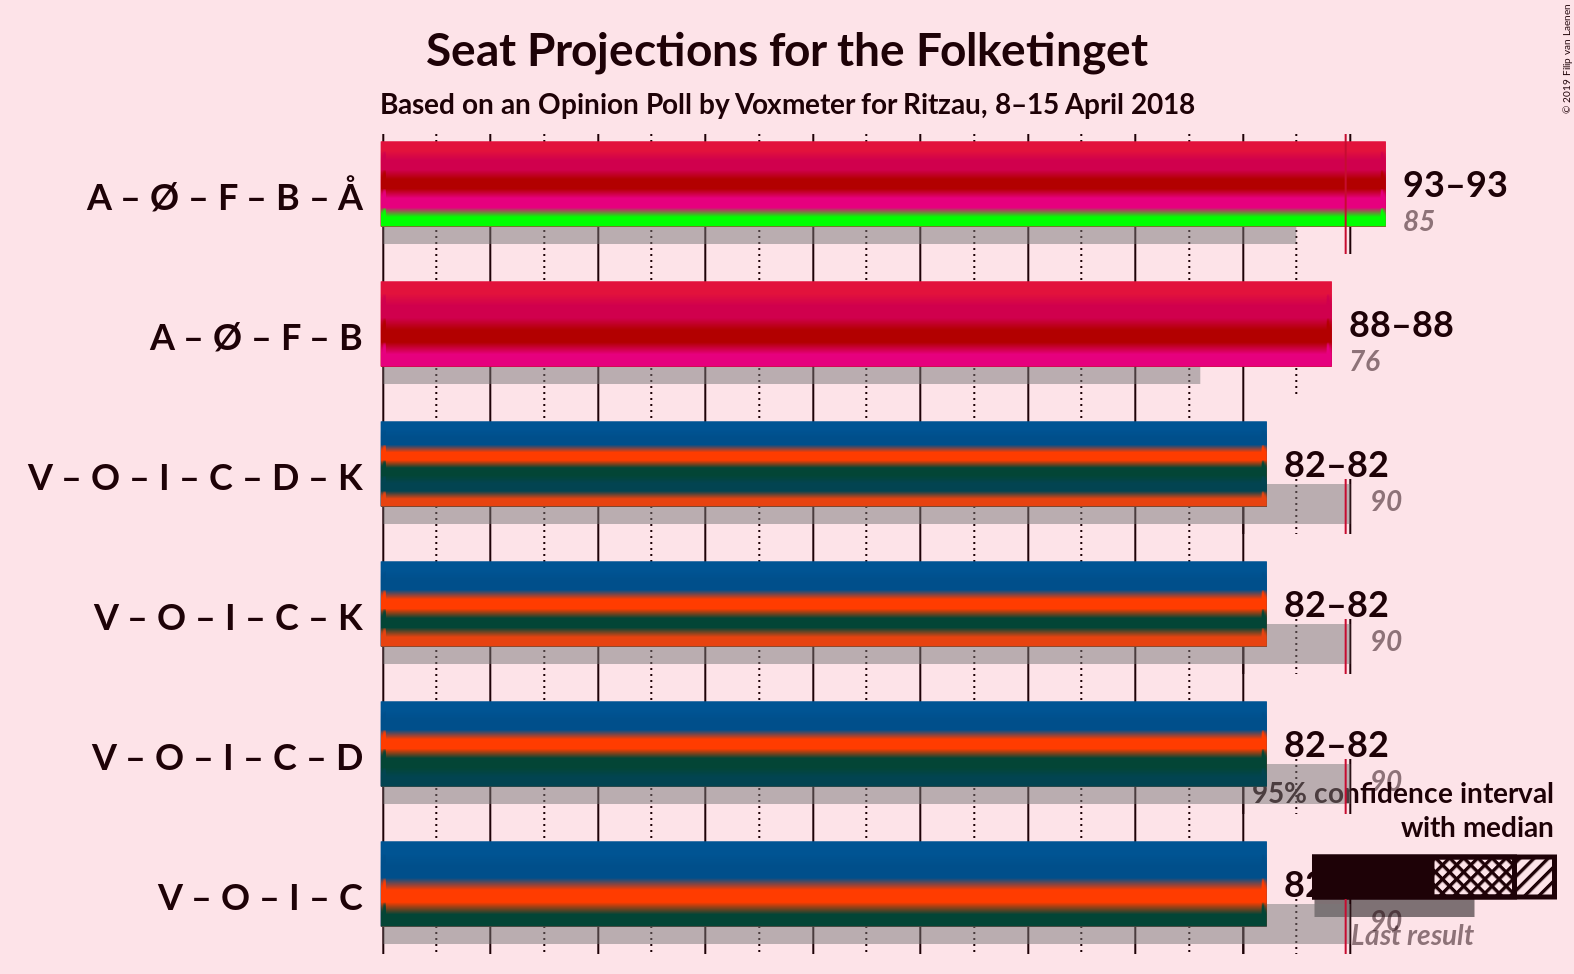 Seat Projections for the Folketinget
Based on an Opinion Poll by Voxmeter for Ritzau, 8–15 April 2018
© 2019 Filip van Laenen
A – Ø – F – B – Å
93–93
85
A – Ø – F – B
88–88
76
V – O – I – C – D – K
82–82
90
V – O – I – C – K
82–82
90
V – O – I – C – D
82–82
90
95% confidence interval
with median
V – O – I – C
82
90
Last result